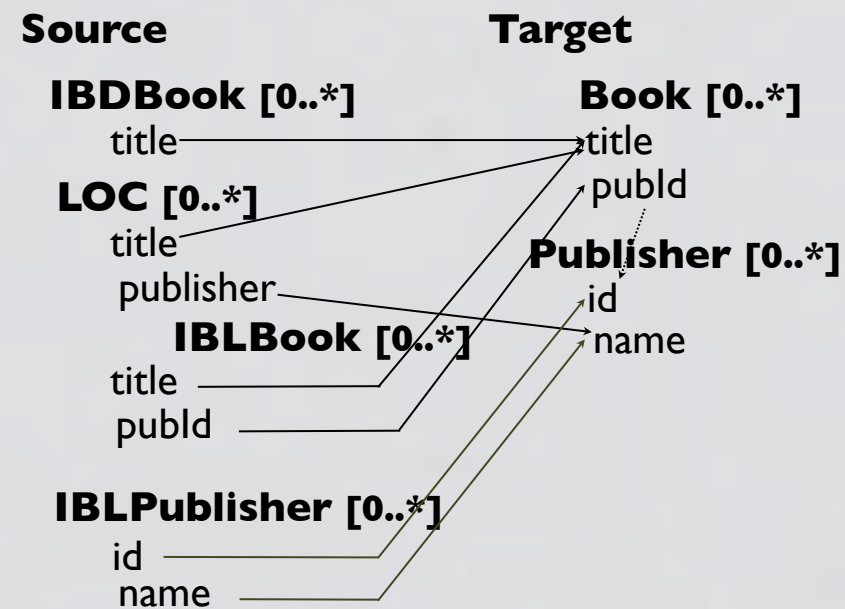 Source
IBDBook [0..*]
title
LOC [0..*]
title
publisher
IBLBook [0..*]
title
pubId
IBLPublisher [0..*]
id
name
Target
Book [0..*]
title
pubId
Publisher [0..*]
id
name